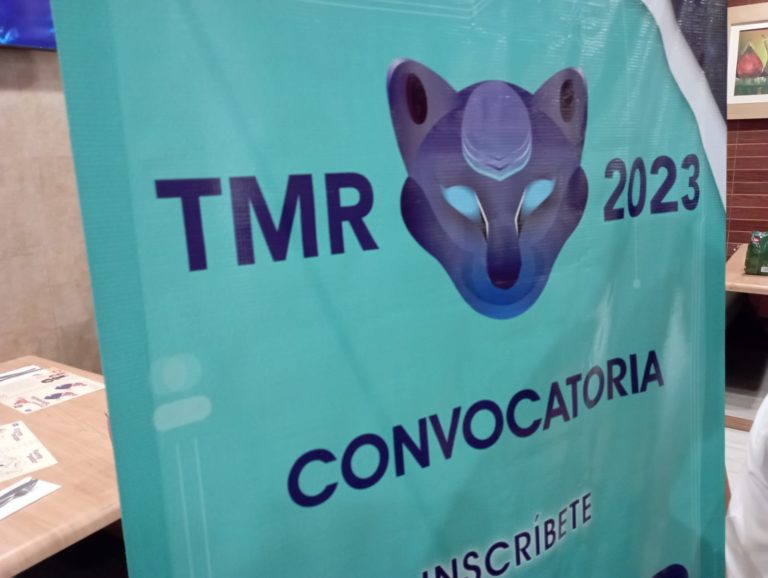 TMR 2023
CONVOCATORIA
INSCRÍBETE